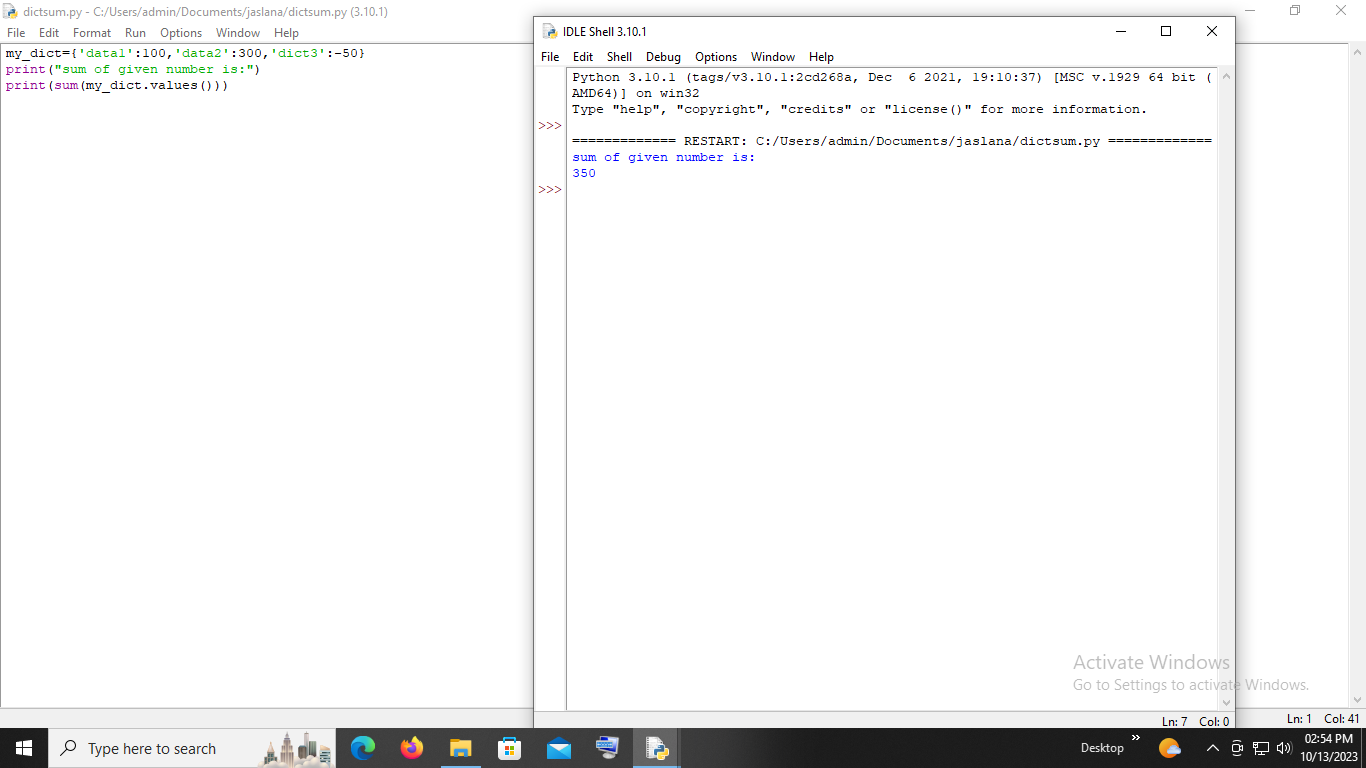 dictsum.py - C:/Users/admin/Documents/jaslana/dictsum.py (3.10.1)
File Edit Format Run Options Window Help
my_dict={'data1':100,'data2':300,'dict3':-50}
print("sum of given number is:")
print(sum(my_dict.values()))
IDLE Shell 3.10.1
File Edit Shell Debug Options Window Help
Python 3.10.1 (tags/v3.10.1:2cd268a, Dec  6 2021, 19:10:37) [MSC v.1929 64 bit (
AMD64)] on win32
Type "help", "copyright", "credits" or "license()" for more information.
>>>
============= RESTART: C:/Users/admin/Documents/jaslana/dictsum.py =============
sum of given number is:
350
>>>
Activate Windows
Go to Settings to activate Windows.
Ln: 7 Col: 0
Ln: 1 Col: 41
Type here to search
Desktop
02:54 PM
10/13/2023